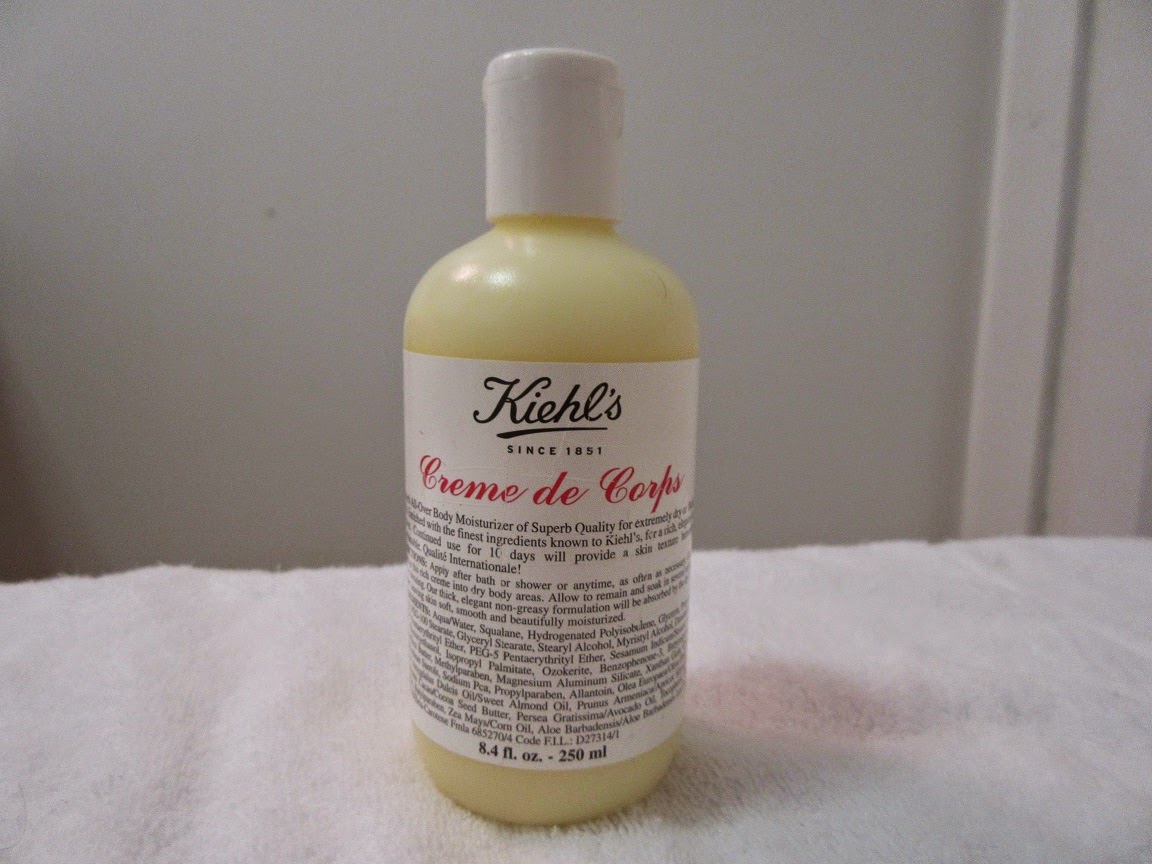 Kiehl's
SINCE 1851
Creme de Corps
All-Over Body Moisturizer of Superb Quality for extremely dry
with the finest ingredients known to Kiehl's, for a rich,
Continued use for 10 days will provide a skin texture
Qualité Internationale!
Apply after bath or shower or anytime, as often as necessary
rich creme into dry body areas. Allow to remain and soak in
Our thick, elegant non-greasy formulation will be absorbed by the
skin soft, smooth and beautifully moisturized.
Aqua/Water, Squalane, Hydrogenated Polyisobulene, Glycerin,
Stearate, Glyceryl Stearate, Stearyl Alcohol, Myristyl Alcohol,
Ether, PEG-5 Pentaerythrityl Ether, Sesamum
Isopropyl Palmitate, Ozokerite, Benzophenone-3,
Methylparaben, Magnesium Aluminum Silicate,
Sodium Pca, Propylparaben, Allantoin, Olea
Dulcis Oil/Sweet Almond Oil, Prunus
Seed Butter, Persea Gratissima/Avocado Oil,
Zea Mays/Corn Oil, Aloe Barbadensis/Aloe
Fmla 685270/4 Code F.I.L.: D27314/1
8.4 fl. oz. - 250 ml